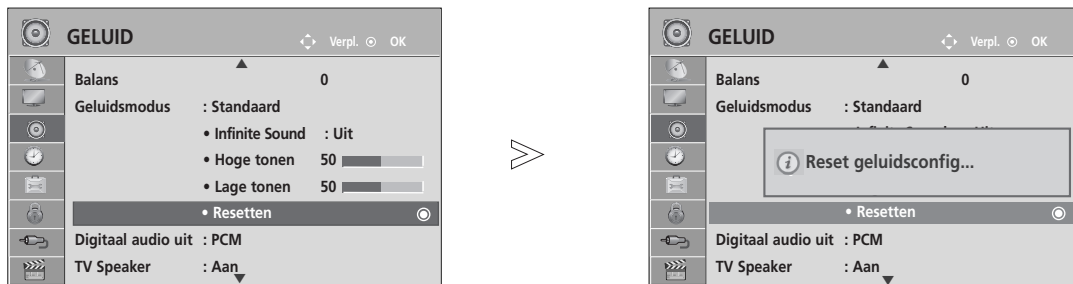 GELUID Verpl. OK
Balans 0
Geluidsmodus : Standaard
• Infinite Sound : Uit
• Hoge tonen 50
• Lage tonen 50
• Resetten
Digitaal audio uit : PCM
TV Speaker : Aan
GELUID Verpl. OK
Balans 0
Geluidsmodus : Standaard
i Reset geluidsconfig...
• Resetten
Digitaal audio uit : PCM
TV Speaker : Aan